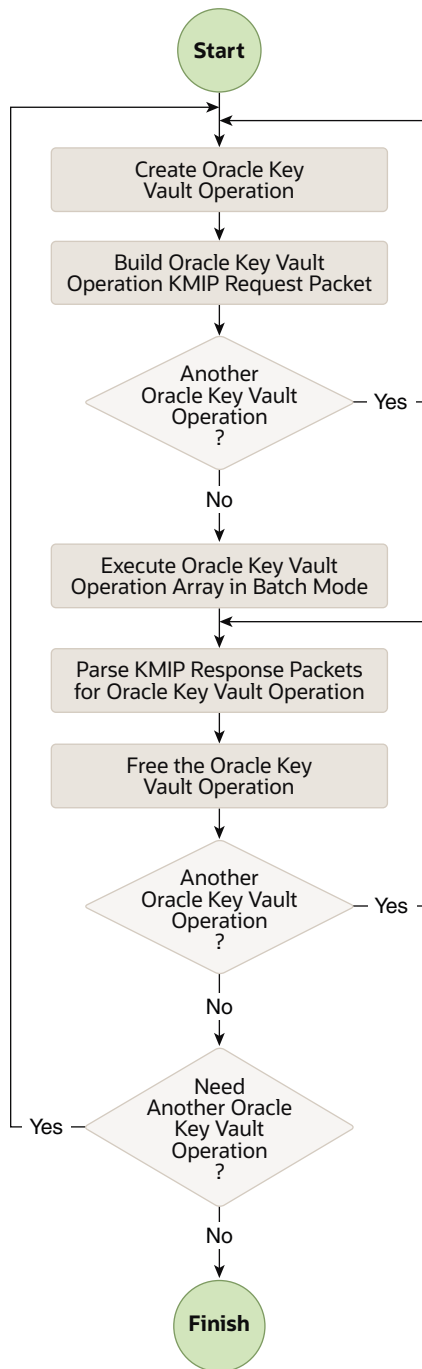 Start
Create Oracle Key
Vault Operation
Build Oracle Key Vault
Operation KMIP Request Packet
Another
Oracle Key Vault
Operation
?
Yes
No
Execute Oracle Key Vault
Operation Array in Batch Mode
Parse KMIP Response Packets
for Oracle Key Vault Operation
Free the Oracle Key
Vault Operation
Another
Oracle Key Vault
Operation
?
Yes
No
Need
Another Oracle
Key Vault
Operation
?
Yes
No
Finish